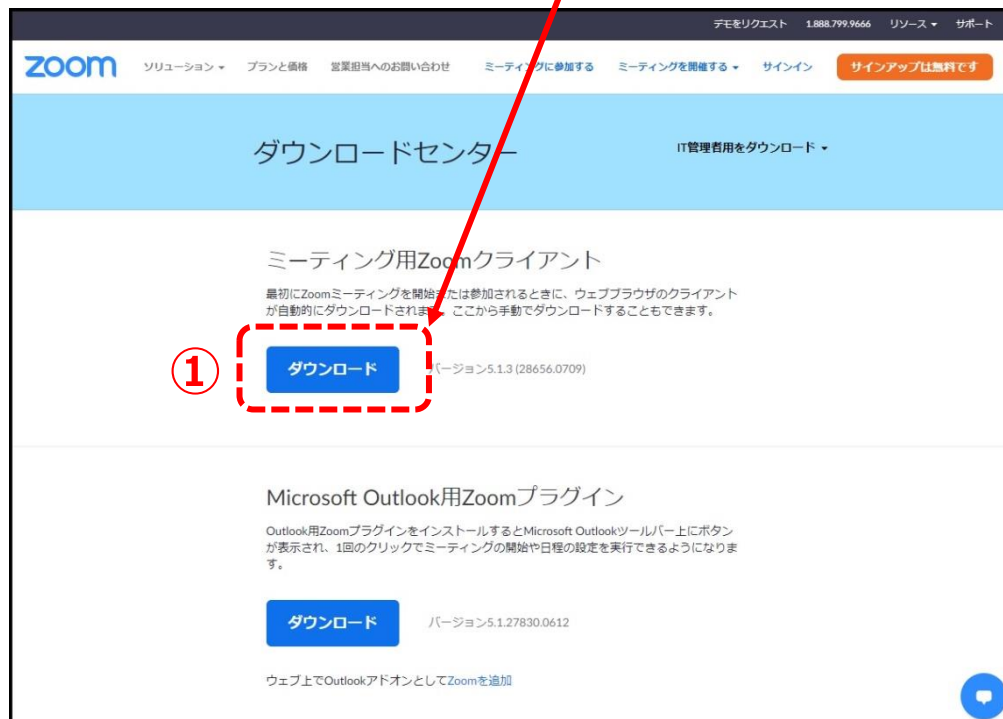 デモをリクエスト 1.888.799.9666 リソース サポート
zoom ソリューション プランと価格 営業担当へのお問い合わせ ミーティングに参加する ミーティングを開催する サインイン サインアップは無料です
ダウンロードセンター IT管理者用をダウンロード
ミーティング用Zoomクライアント
最初にZoomミーティングを開始または参加されるときに、ウェブブラウザのクライアント
が自動的にダウンロードされます。ここから手動でダウンロードすることもできます。
① ダウンロード バージョン5.1.3 (28656.0709)
Microsoft Outlook用Zoomプラグイン
Outlook用ZoomプラグインをインストールするとMicrosoft Outlookツールバー上にボタン
が表示され、1回のクリックでミーティングの開始や日程の設定を実行できるようになりま
す。
ダウンロード バージョン5.1.27830.0612
ウェブ上でOutlookアドオンとしてZoomを追加